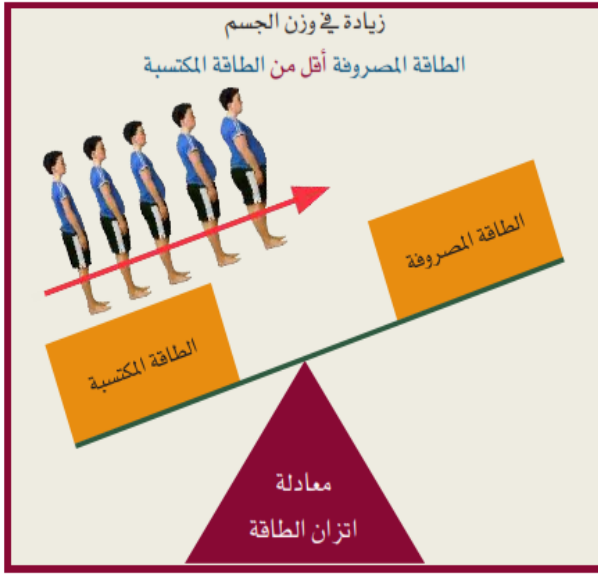 زيادة في وزن الجسم
الطاقة المصروفة أقل من الطاقة المكتسبة
الطاقة المصروفة
الطاقة المكتسبة
معادلة
اتزان الطاقة